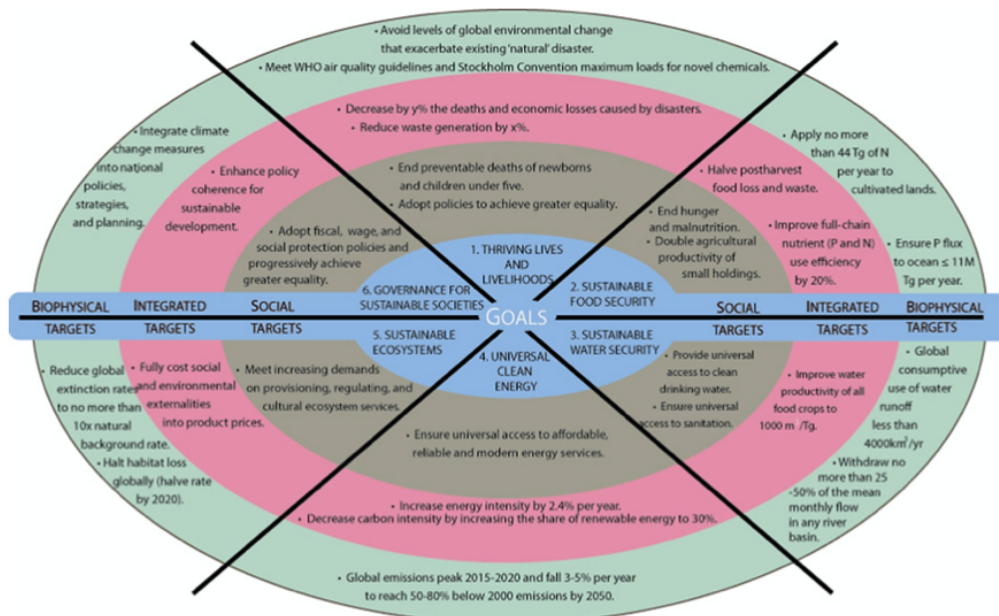 • Avoid levels of global environmental change
that exacerbate existing 'natural' disaster.
• Meet WHO air quality guidelines and Stockholm Convention maximum loads for novel chemicals.
• Decrease by y% the deaths and economic losses caused by disasters.
• Reduce waste generation by x%.
• End preventable deaths of newborns
and children under five.
• Adopt policies to achieve greater equality.
1. THRIVING LIVES
AND
LIVELIHOODS
• Integrate climate
change measures
into national
policies,
strategies,
and planning.
• Enhance policy
coherence for
sustainable
development.
• Adopt fiscal, wage, and
social protection policies and
progressively achieve
greater equality.
6. GOVERNANCE FOR
SUSTAINABLE SOCIETIES
• Apply no more
than 44 Tg of N
per year to
cultivated lands.
• Ensure P flux
to ocean ≤ 11M
Tg per year.
• Halve postharvest
food loss and waste.
• Improve full-chain
nutrient (P and N)
use efficiency
by 20%.
• End hunger
and malnutrition.
• Double agricultural
productivity of
small holdings.
2. SUSTAINABLE
FOOD SECURITY
BIOPHYSICAL
TARGETS
INTEGRATED
TARGETS
SOCIAL
TARGETS
GOALS
SOCIAL
TARGETS
INTEGRATED
TARGETS
BIOPHYSICAL
TARGETS
5. SUSTAINABLE
ECOSYSTEMS
• Reduce global
extinction rates
to no more than
10x natural
background rate.
• Halt habitat loss
globally (halve rate
by 2020).
• Fully cost social
and environmental
externalities
into product prices.
• Meet increasing demands
on provisioning, regulating, and
cultural ecosystem services.
4. UNIVERSAL
CLEAN
ENERGY
• Ensure universal access to affordable,
reliable and modern energy services.
• Increase energy intensity by 2.4% per year.
• Decrease carbon intensity by increasing the share of renewable energy to 30%.
• Global emissions peak 2015-2020 and fall 3-5% per year
to reach 50-80% below 2000 emissions by 2050.
3. SUSTAINABLE
WATER SECURITY
• Provide universal
access to clean
drinking water.
• Ensure universal
access to sanitation.
• Improve water
productivity of all
food crops to
1000 m /Tg.
• Global
consumptive
use of water
runoff
less than
4000km³/yr
• Withdraw no
more than 25
-50% of the mean
monthly flow
in any river
basin.